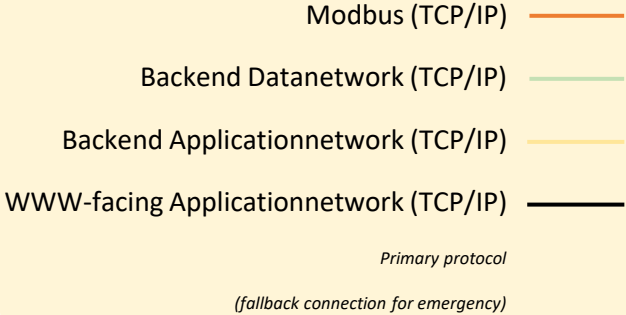 Modbus (TCP/IP)
Backend Datanetwork (TCP/IP)
Backend Applicationnetwork (TCP/IP)
WWW-facing Applicationnetwork (TCP/IP)
Primary protocol
(fallback connection for emergency)